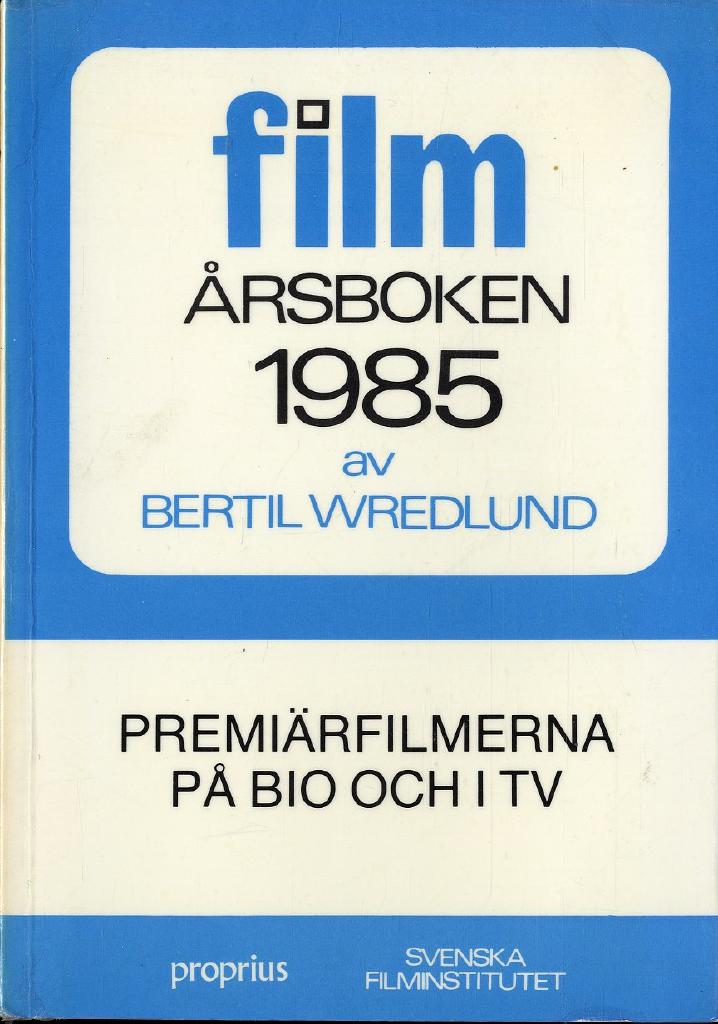 film
ÅRSBOKEN
1985
av
BERTIL WREDLUND
PREMIÄRFILMERNA
PÅ BIO OCH I TV
proprius
SVENSKA
FILMINSTITUTET